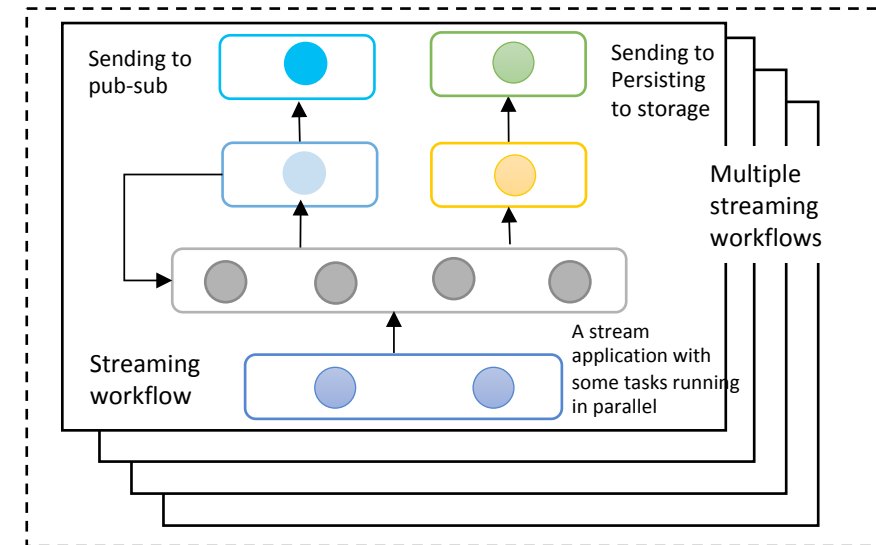 Sending to
pub-sub
Sending to
Persisting
to storage
Multiple
streaming
workflows
Streaming
workflow
A stream
application with
some tasks running
in parallel